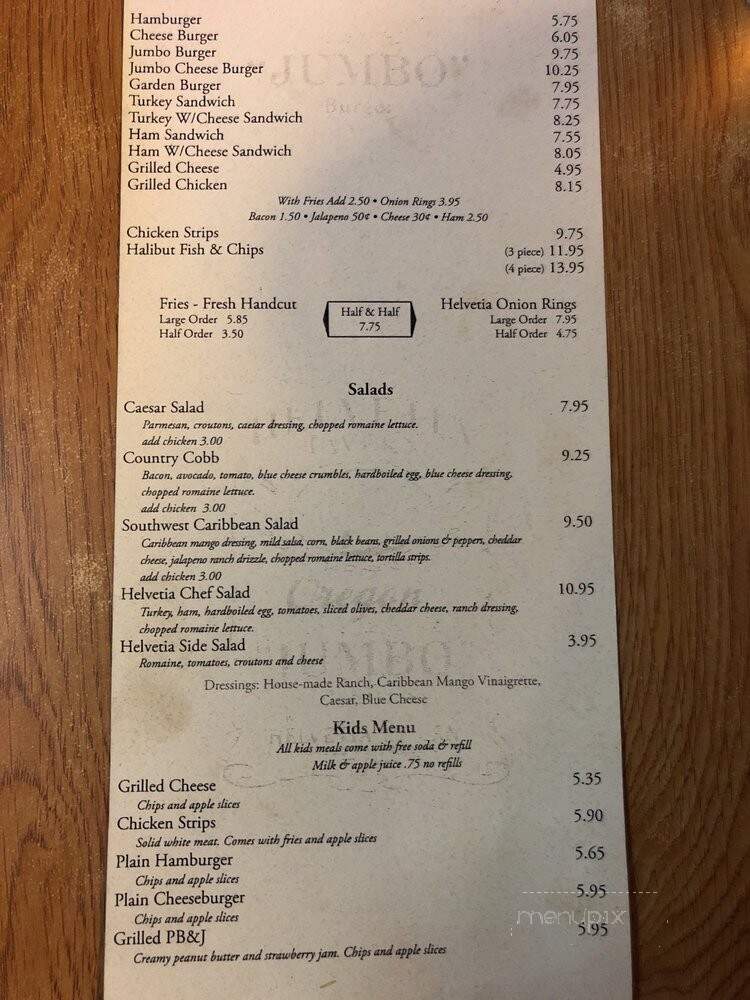 Hamburger 5.75
Cheese Burger 6.05
Jumbo Burger 9.75
Jumbo Cheese Burger 10.25
Garden Burger 7.95
Turkey Sandwich 7.75
Turkey W/Cheese Sandwich 8.25
Ham Sandwich 7.55
Ham W/Cheese Sandwich 8.05
Grilled Cheese 4.95
Grilled Chicken 8.15
With Fries Add 2.50 • Onion Rings 3.95
Bacon 1.50 • Jalapeno 50¢ • Cheese 30¢ • Ham 2.50
Chicken Strips 9.75
Halibut Fish & Chips (3 piece) 11.95
(4 piece) 13.95
Fries - Fresh Handcut
Large Order 5.85
Half Order 3.50
Half & Half
7.75
Helvetia Onion Rings
Large Order 7.95
Half Order 4.75
Salads
Caesar Salad 7.95
Parmesan, croutons, caesar dressing, chopped romaine lettuce.
add chicken 3.00
Country Cobb 9.25
Bacon, avocado, tomato, blue cheese crumbles, hardboiled egg, blue cheese dressing,
chopped romaine lettuce.
add chicken 3.00
Southwest Caribbean Salad 9.50
Caribbean mango dressing, mild salsa, corn, black beans, grilled onions & peppers, cheddar
cheese, jalapeno ranch drizzle, chopped romaine lettuce, tortilla strips.
add chicken 3.00
Helvetia Chef Salad 10.95
Turkey, ham, hardboiled egg, tomatoes, sliced olives, cheddar cheese, ranch dressing,
chopped romaine lettuce.
Helvetia Side Salad 3.95
Romaine, tomatoes, croutons and cheese
Dressings: House-made Ranch, Caribbean Mango Vinaigrette,
Caesar, Blue Cheese
Kids Menu
All kids meals come with free soda & refill
Milk & apple juice .75 no refills
Grilled Cheese 5.35
Chips and apple slices
Chicken Strips 5.90
Solid white meat. Comes with fries and apple slices
Plain Hamburger 5.65
Chips and apple slices
Plain Cheeseburger 5.95
Chips and apple slices
Grilled PB&J 5.95
Creamy peanut butter and strawberry jam. Chips and apple slices
"JUMBO"
Burger
Oregon
JUMBO
menupix